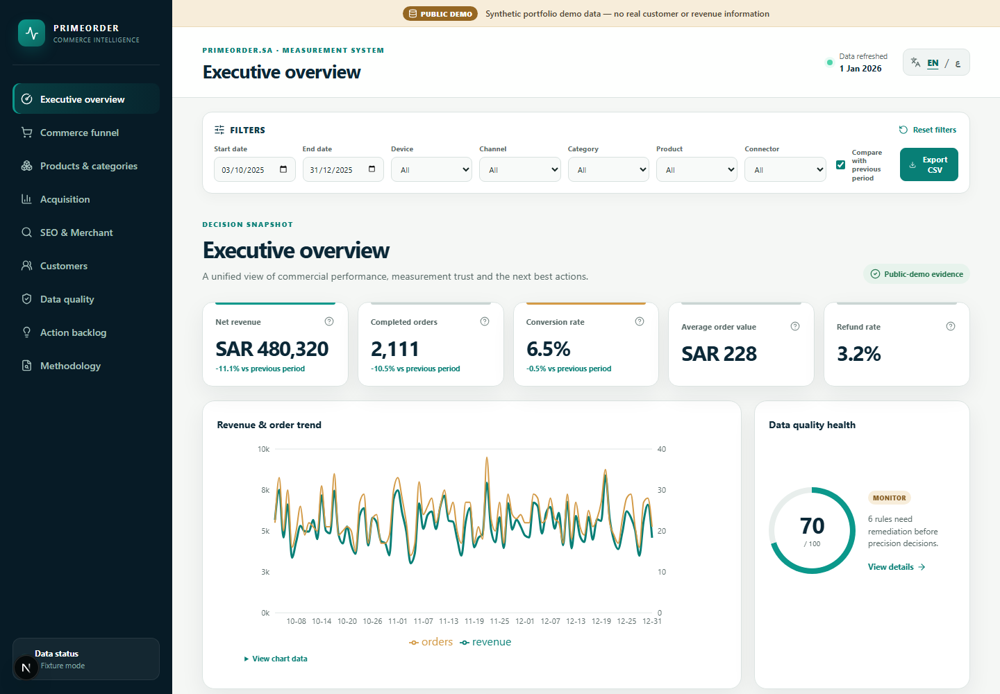 PRIMEORDER
COMMERCE INTELLIGENCE
Executive overview
Commerce funnel
Products & categories
Acquisition
SEO & Merchant
Customers
Data quality
Action backlog
Methodology
Data status
Fixture mode
N
PUBLIC DEMO
Synthetic portfolio demo data — no real customer or revenue information
PRIMEORDER.SA · MEASUREMENT SYSTEM
Executive overview
Data refreshed
1 Jan 2026
EN / ع
FILTERS
Reset filters
Start date
End date
Device
Channel
Category
Product
Connector
03/10/2025
31/12/2025
All
All
All
All
All
Compare
with
previous
period
Export
CSV
DECISION SNAPSHOT
Executive overview
A unified view of commercial performance, measurement trust and the next best actions.
Public-demo evidence
Net revenue
SAR 480,320
-11.1% vs previous period
Completed orders
2,111
-10.5% vs previous period
Conversion rate
6.5%
-0.5% vs previous period
Average order value
SAR 228
Refund rate
3.2%
Revenue & order trend
10k
8k
5k
3k
0k
40
30
20
10
0
10-08 10-14 10-20 10-26 11-01 11-07 11-13 11-19 11-25 12-01 12-07 12-13 12-19 12-25 12-31
orders revenue
View chart data
Data quality health
70
/ 100
MONITOR
6 rules need
remediation before
precision decisions.
View details